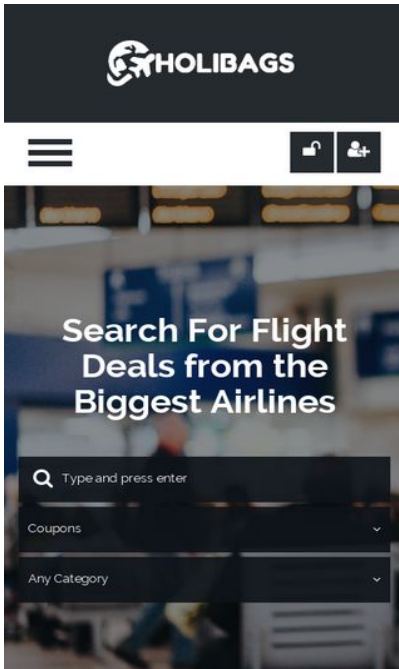 HOLIBAGS
Search For Flight
Deals from the
Biggest Airlines
Type and press enter
Coupons
Any Category